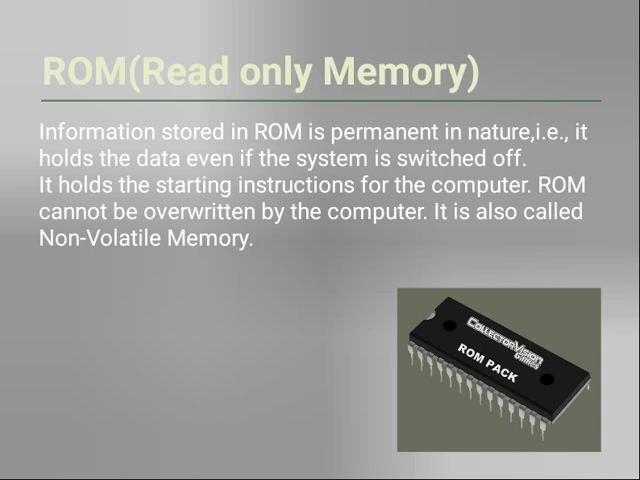 ROM(Read only Memory)
Information stored in ROM is permanent in nature,i.e., it
holds the data even if the system is switched off.
It holds the starting instructions for the computer. ROM
cannot be overwritten by the computer. It is also called
Non-Volatile Memory.
COLLECTORVISION
Games
ROM PACK